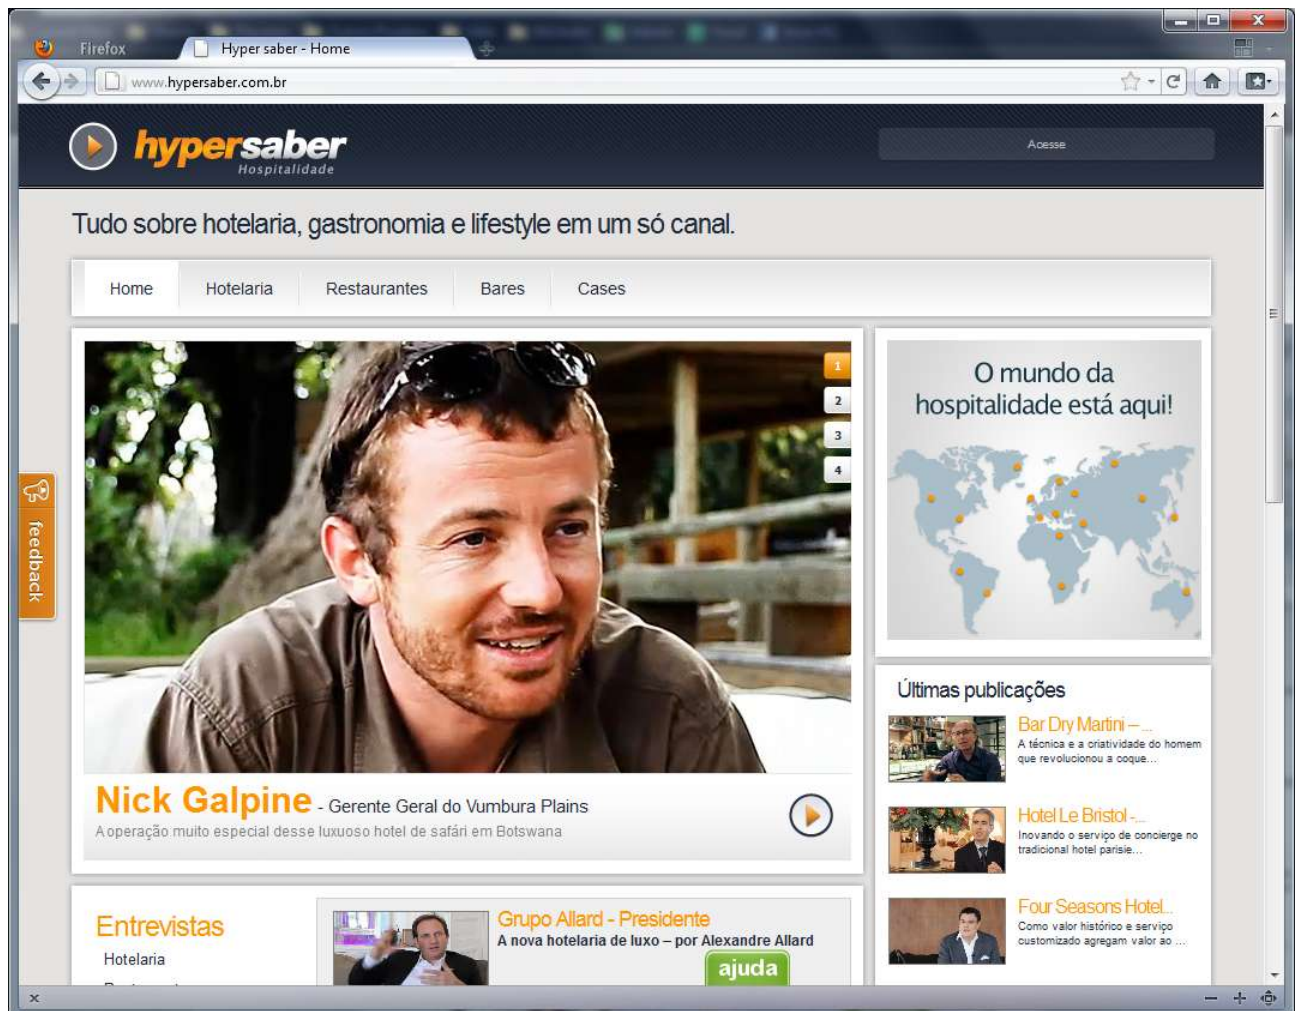 Firefox
Hyper saber - Home
www.hypersaber.com.br
hypersaber
Hospitalidade
Acesse
Tudo sobre hotelaria, gastronomia e lifestyle em um só canal.
Home Hotelaria Restaurantes Bares Cases
1
2
3
4
feedback
Nick Galpine - Gerente Geral do Vumbura Plains
A operação muito especial desse luxuoso hotel de safári em Botswana
O mundo da
hospitalidade está aqui!
Últimas publicações
Bar Dry Martini – ...
A técnica e a criatividade do homem
que revolucionou a coque...
Hotel Le Bristol -...
Inovando o serviço de concierge no
tradicional hotel parisie...
Four Seasons Hotel...
Como valor histórico e serviço
customizado agregam valor ao ...
Entrevistas
Hotelaria
Grupo Allard - Presidente
A nova hotelaria de luxo – por Alexandre Allard
ajuda